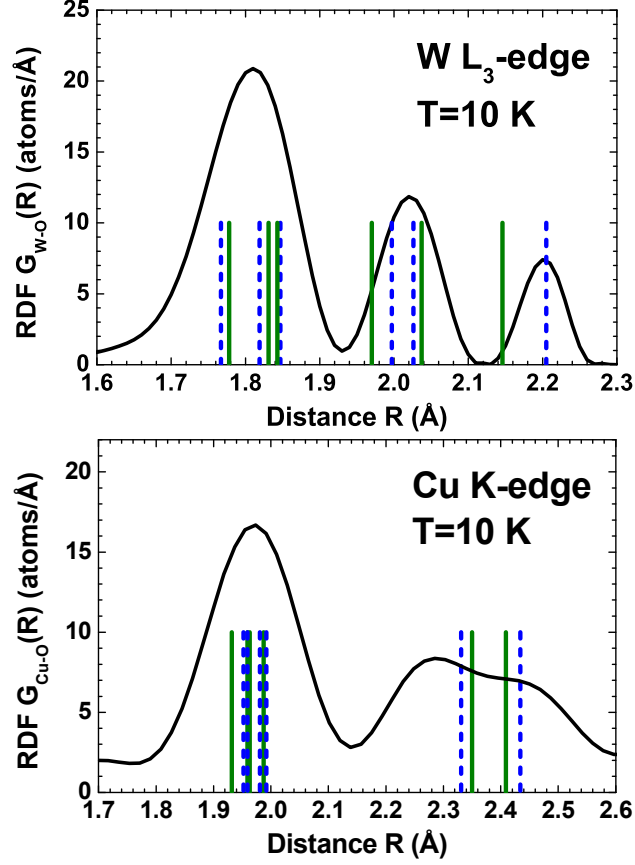 25
20
15
10
5
0
RDF G_W-O(R) (atoms/Å)
W L₃-edge
T=10 K
1.6 1.7 1.8 1.9 2.0 2.1 2.2 2.3
Distance R (Å)
20
15
10
5
0
RDF G_Cu-O(R) (atoms/Å)
Cu K-edge
T=10 K
1.7 1.8 1.9 2.0 2.1 2.2 2.3 2.4 2.5 2.6
Distance R (Å)